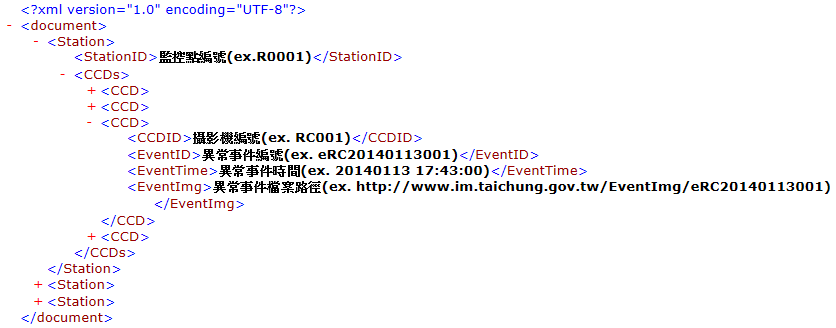 <?xml version="1.0" encoding="UTF-8"?>
- <document>
- <Station>
<StationID>監控點編號(ex.R0001)</StationID>
- <CCDs>
+ <CCD>
+ <CCD>
- <CCD>
<CCDID>攝影機編號(ex. RC001)</CCDID>
<EventID>異常事件編號(ex. eRC20140113001)</EventID>
<EventTime>異常事件時間(ex. 20140113 17:43:00)</EventTime>
<EventImg>異常事件檔案路徑(ex. http://www.im.taichung.gov.tw/EventImg/eRC20140113001)
</EventImg>
</CCD>
+ <CCD>
</CCDs>
</Station>
+ <Station>
+ <Station>
</document>